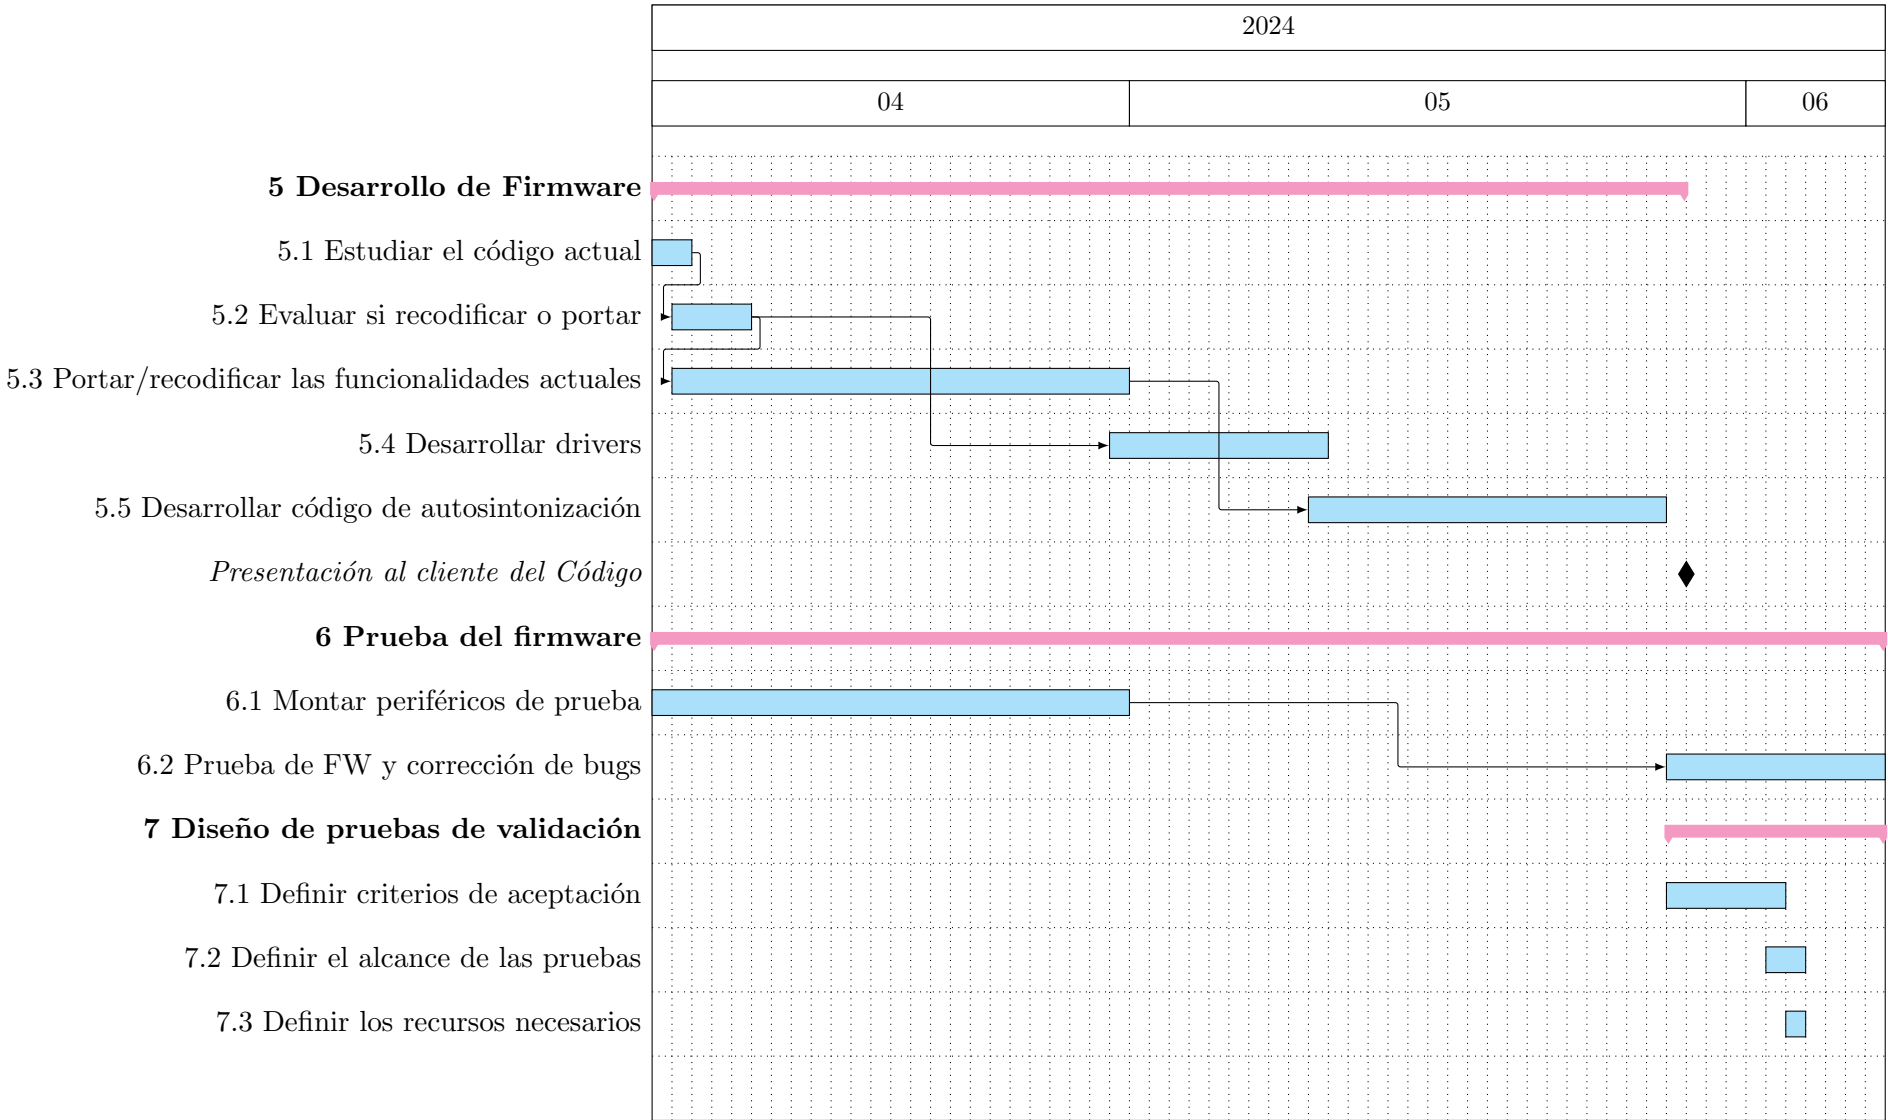 2024
04 05 06
5 Desarrollo de Firmware
5.1 Estudiar el código actual
5.2 Evaluar si recodificar o portar
5.3 Portar/recodificar las funcionalidades actuales
5.4 Desarrollar drivers
5.5 Desarrollar código de autosintonización
Presentación al cliente del Código
6 Prueba del firmware
6.1 Montar periféricos de prueba
6.2 Prueba de FW y corrección de bugs
7 Diseño de pruebas de validación
7.1 Definir criterios de aceptación
7.2 Definir el alcance de las pruebas
7.3 Definir los recursos necesarios